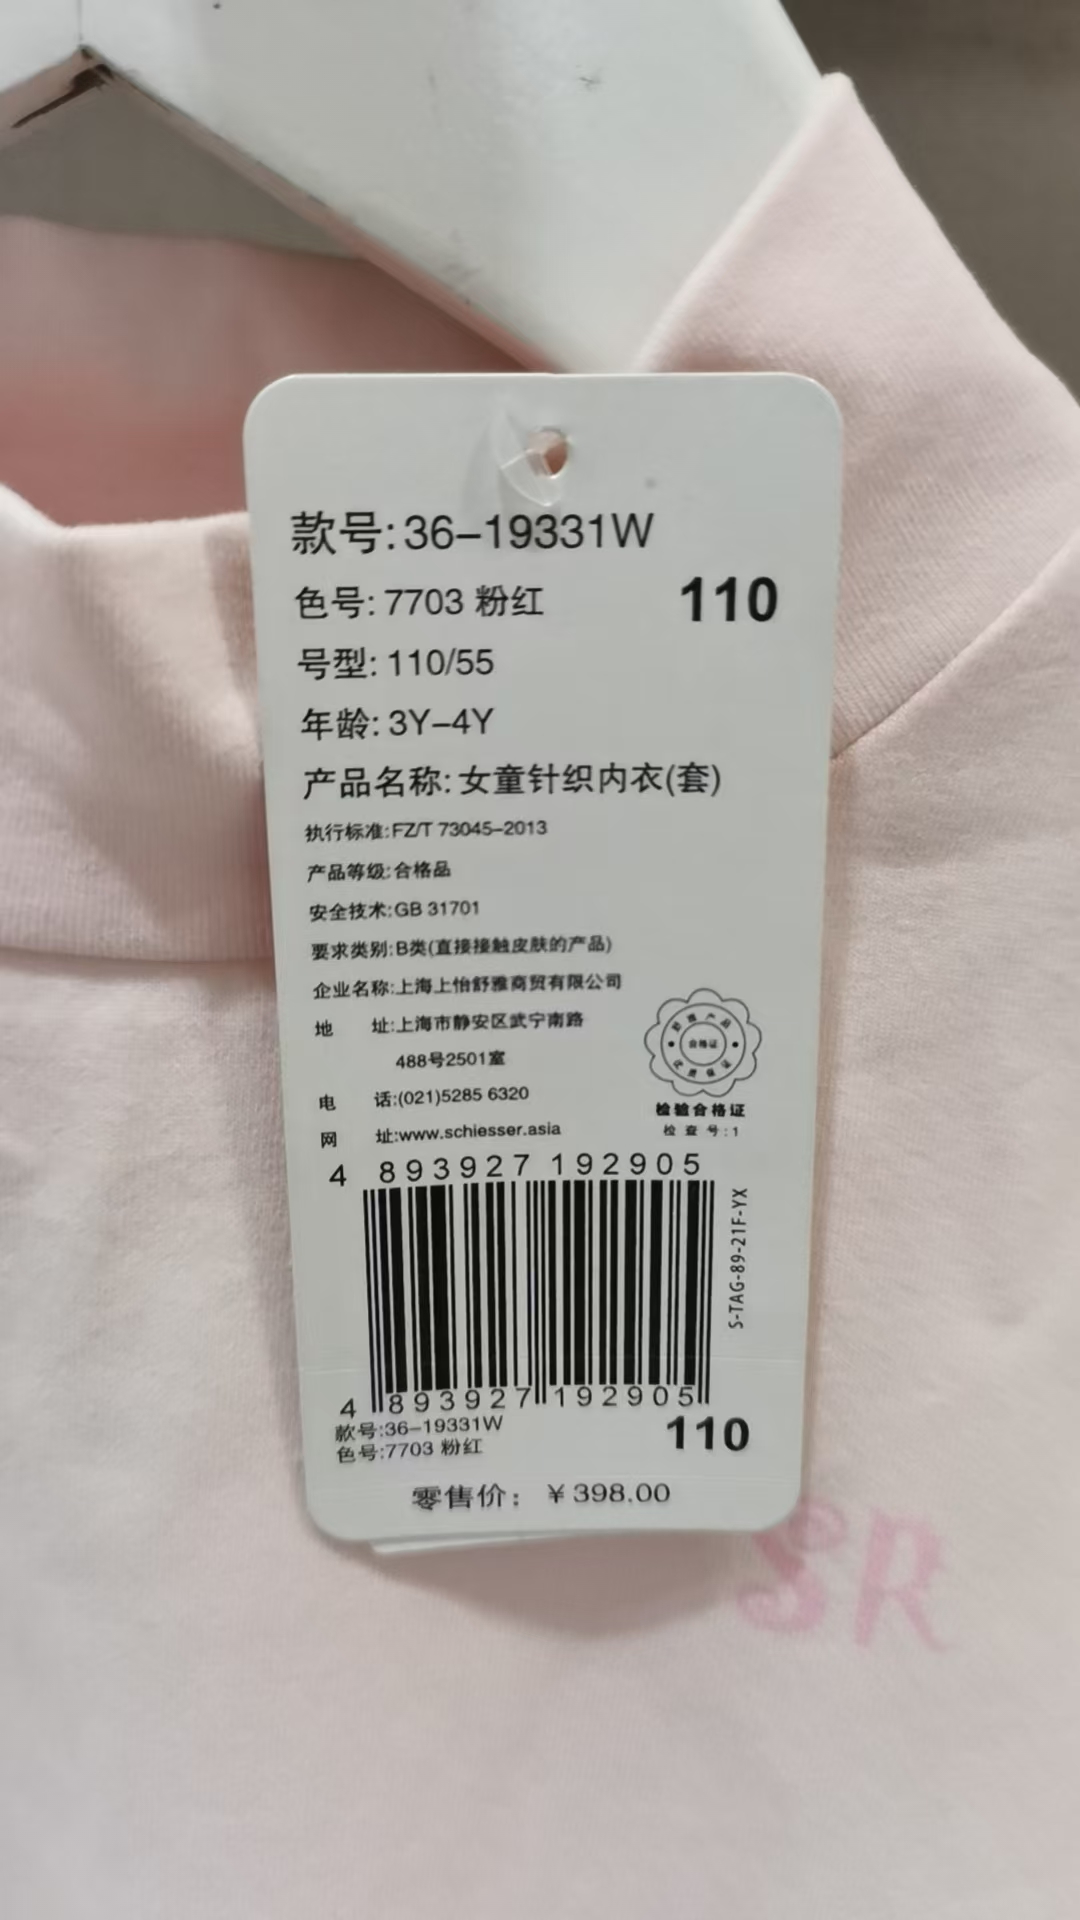 款号:36-19331W
色号:7703 粉红
110
号型:110/55
年龄:3Y-4Y
产品名称:女童针织内衣(套)
执行标准:FZ/T 73045-2013
产品等级:合格品
安全技术:GB 31701
要求类别:B类(直接接触皮肤的产品)
企业名称:上海上怡舒雅商贸有限公司
地 址:上海市静安区武宁南路
488号2501室
电 话:(021)5285 6320
网 址:www.schiesser.asia
合格证
检验合格证
检查号:1
4 893927 192905
S-TAG-89-21F-YX
4 893927 192905
款号:36-19331W
色号:7703 粉红
110
零售价：￥398.00
SR